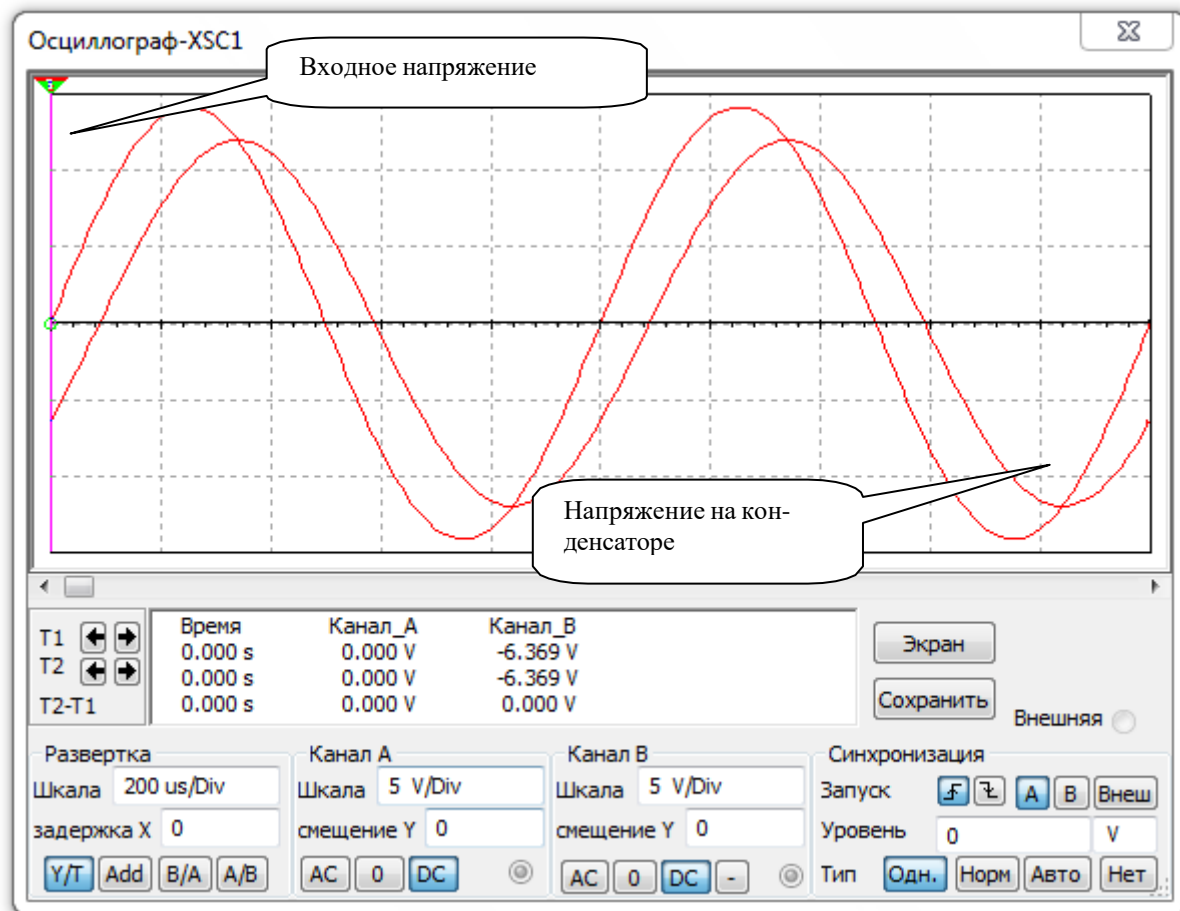 Осциллограф-XSC1
Входное напряжение
Напряжение на кон-
денсаторе
Время Канал_A Канал_B
T1 0.000 s 0.000 V -6.369 V
T2 0.000 s 0.000 V -6.369 V
T2-T1 0.000 s 0.000 V 0.000 V
Экран
Сохранить
Внешняя
Развертка
Шкала 200 us/Div
задержка X 0
Y/T Add B/A A/B
Канал A
Шкала 5 V/Div
смещение Y 0
AC 0 DC
Канал B
Шкала 5 V/Div
смещение Y 0
AC 0 DC -
Синхронизация
Запуск A B Внеш
Уровень 0 V
Тип Одн. Норм Авто Нет